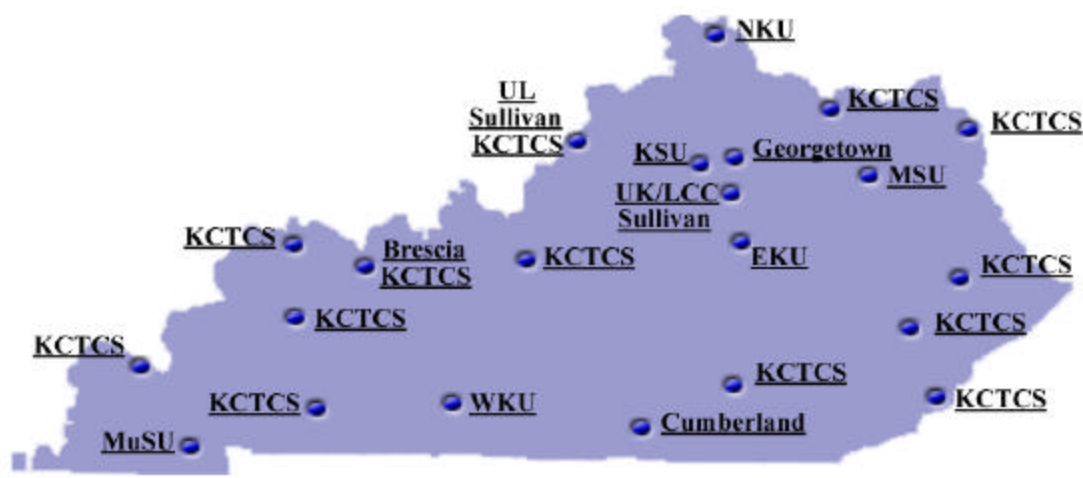 NKU
UL
Sullivan
KCTCS
KCTCS
KCTCS
KSU
Georgetown
MSU
UK/LCC
Sullivan
KCTCS
Brescia
KCTCS
KCTCS
EKU
KCTCS
KCTCS
KCTCS
KCTCS
KCTCS
KCTCS
WKU
KCTCS
Cumberland
MuSU
KCTCS